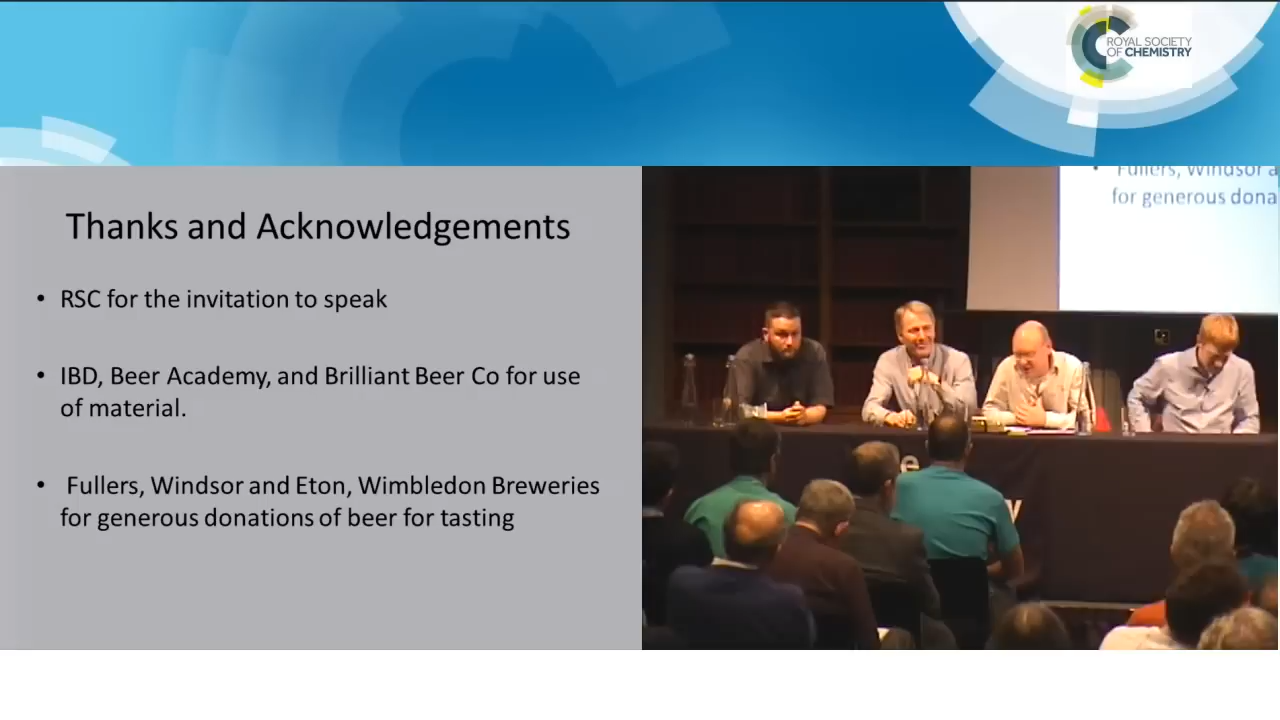 ROYAL SOCIETY
OF CHEMISTRY
Thanks and Acknowledgements
• RSC for the invitation to speak
• IBD, Beer Academy, and Brilliant Beer Co for use
of material.
• Fullers, Windsor and Eton, Wimbledon Breweries
for generous donations of beer for tasting
• Fullers, Windsor a
for generous dona
e
y